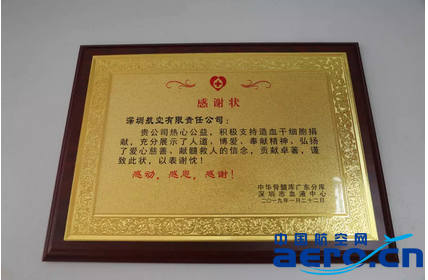 感谢状
深圳航空有限责任公司：
贵公司热心公益，积极支持造血干细胞捐
献，充分展示了人道、博爱、奉献精神，弘扬
了爱心慈善、献髓救人的信念，贡献卓著，谨
致此状，以表谢忱！
感动，感恩，感谢！
中华骨髓库广东分库
深圳市血液中心
二〇一九年一月二十二日
中国航空网
aero.cn